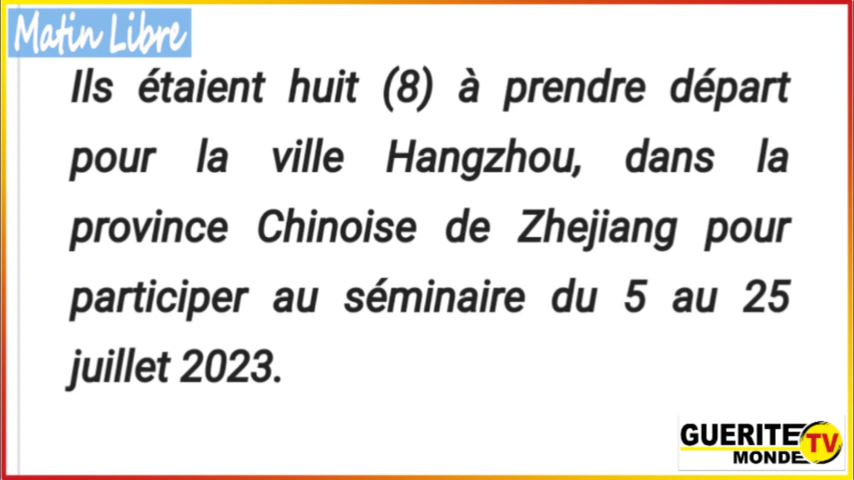 Matin Libre
Ils étaient huit (8) à prendre départ
pour la ville Hangzhou, dans la
province Chinoise de Zhejiang pour
participer au séminaire du 5 au 25
juillet 2023.
GUERITE TV
MONDE